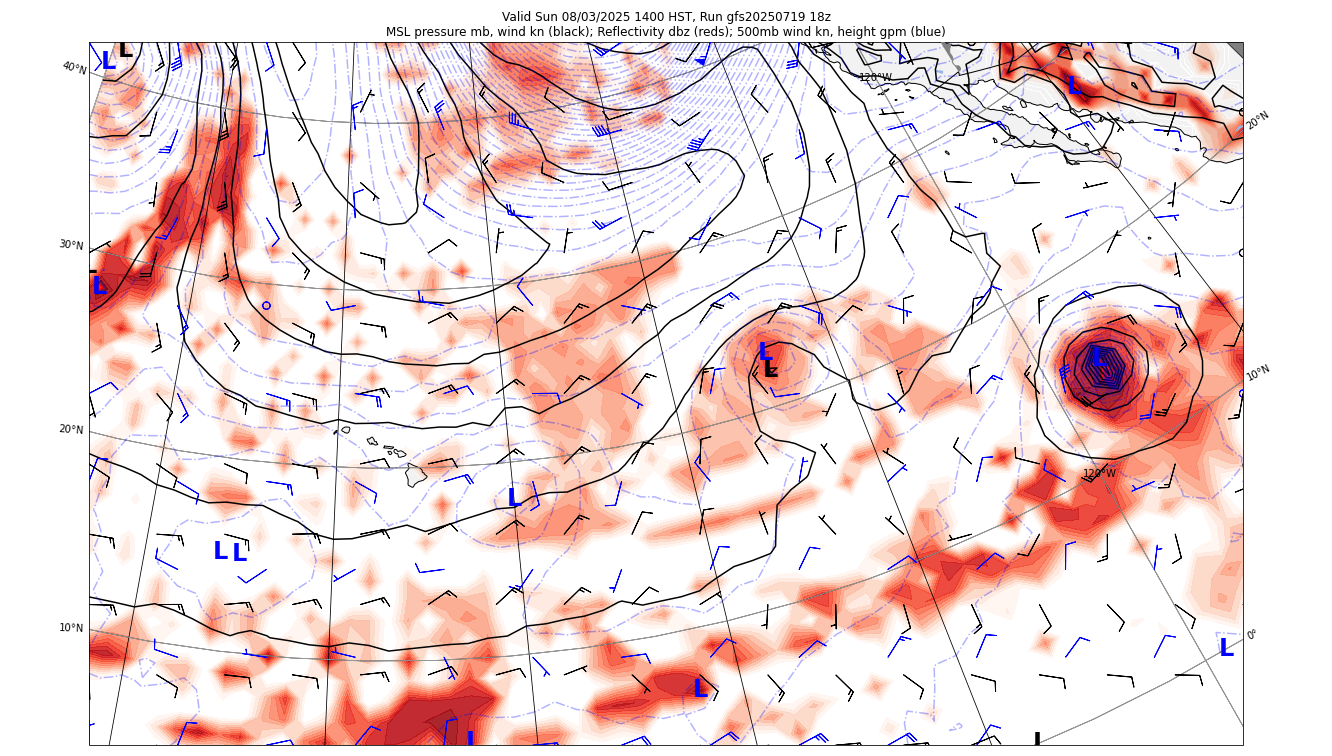 Valid Sun 08/03/2025 1400 HST, Run gfs20250719 18z
MSL pressure mb, wind kn (black); Reflectivity dbz (reds); 500mb wind kn, height gpm (blue)
L
L
40°N
120°W
L
20°N
30°N
L
L
L
L
10°N
20°N
120°W
L
L
L
10°N
0°
L
L
L
L